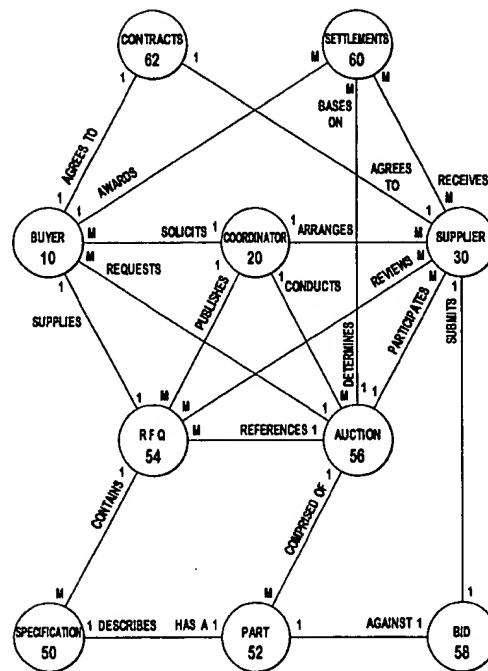 CONTRACTS
62
SETTLEMENTS
60
1
1
M
M
M
M
BASES
ON
AGREES TO
AWARDS
AGREES
TO
RECEIVES
1
1
M
1
M
BUYER
10
SOLICITS
1
COORDINATOR
20
1
ARRANGES
M
SUPPLIER
30
M
M
1
1
REQUESTS
PUBLISHES
CONDUCTS
REVIEWS
M
M
1
SUPPLIES
DETERMINES
PARTICIPATES
SUBMITS
1
M
M
1
M
1
1
RFQ
54
M
REFERENCES
1
AUCTION
56
1
1
CONTAINS
COMPRISED OF
M
M
1
SPECIFICATION
50
1
DESCRIBES
HAS A
1
PART
52
1
AGAINST
1
BID
58